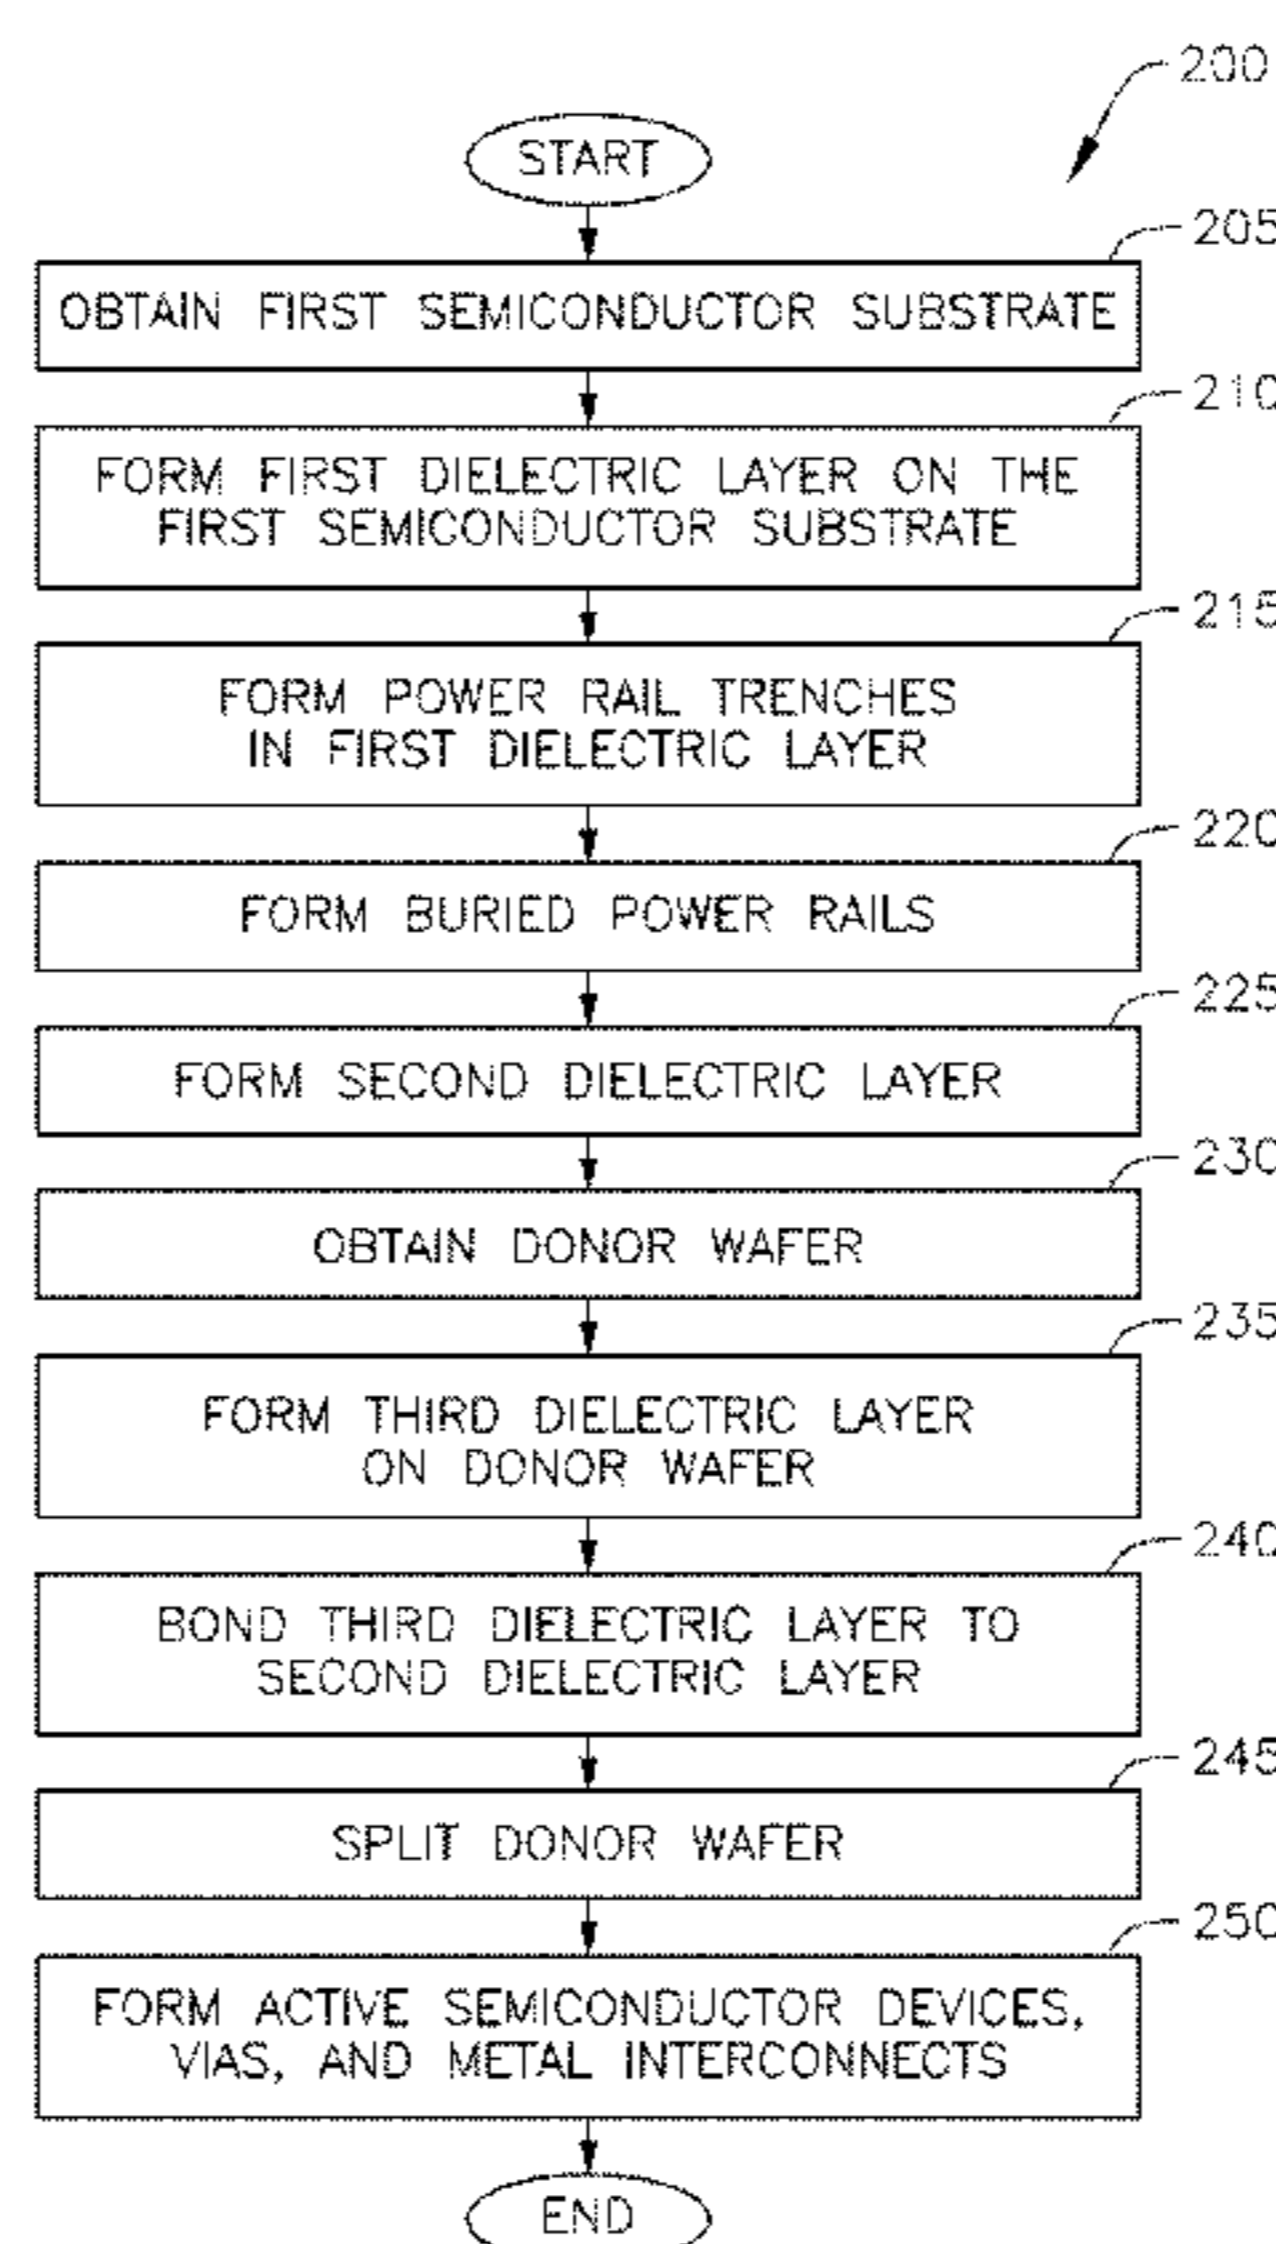 200
START
205
OBTAIN FIRST SEMICONDUCTOR SUBSTRATE
210
FORM FIRST DIELECTRIC LAYER ON THE
FIRST SEMICONDUCTOR SUBSTRATE
215
FORM POWER RAIL TRENCHES
IN FIRST DIELECTRIC LAYER
220
FORM BURIED POWER RAILS
225
FORM SECOND DIELECTRIC LAYER
230
OBTAIN DONOR WAFER
235
FORM THIRD DIELECTRIC LAYER
ON DONOR WAFER
240
BOND THIRD DIELECTRIC LAYER TO
SECOND DIELECTRIC LAYER
245
SPLIT DONOR WAFER
250
FORM ACTIVE SEMICONDUCTOR DEVICES,
VIAS, AND METAL INTERCONNECTS
END